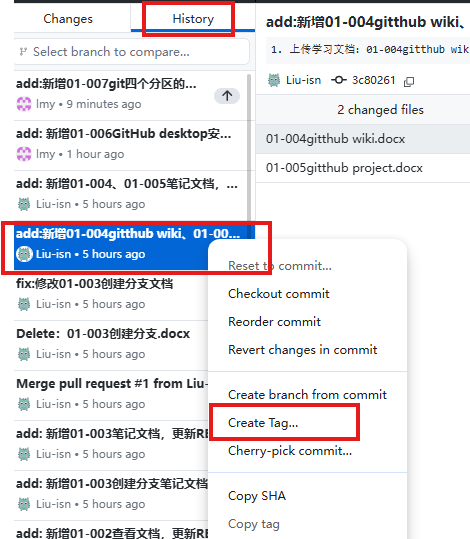 Changes
History
Select branch to compare...
add:新增01-007git四个分区的...
lmy • 9 minutes ago
add: 新增01-006GitHub desktop安...
lmy • 1 hour ago
add: 新增01-004、01-005笔记文档，...
Liu-isn • 5 hours ago
add:新增01-004gitthub wiki、01-00...
Liu-isn • 5 hours ago
fix:修改01-003创建分支文档
Liu-isn • 5 hours ago
Delete：01-003创建分支.docx
Liu-isn • 5 hours ago
Merge pull request #1 from Liu-
Liu-isn • 5 hours ago
add: 新增01-003笔记文档，更新RE
Liu-isn • 5 hours ago
add: 新增01-003创建分支笔记文档
Liu-isn • 5 hours ago
add: 新增01-002查看文档，更新RE
add:新增01-004gitthub wiki、
1. 上传学习文档：01-004gitthub wik
Liu-isn
3c80261
2 changed files
01-004gitthub wiki.docx
01-005gitthub project.docx
Reset to commit...
Checkout commit
Reorder commit
Revert changes in commit
Create branch from commit
Create Tag...
Cherry-pick commit...
Copy SHA
Copy tag